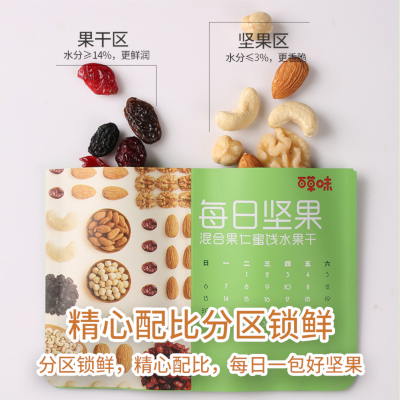 果干区
水分≥14%，更鲜润
坚果区
水分≤3%，更香脆
百草味
每日坚果
混合果仁蜜饯水果干
日 一 二 三 四 五 六
1 2 3 4 5
6 7 8 9 10 11 12
13 14 15 16 17 18 19
精心配比分区锁鲜
分区锁鲜，精心配比，每日一包好坚果